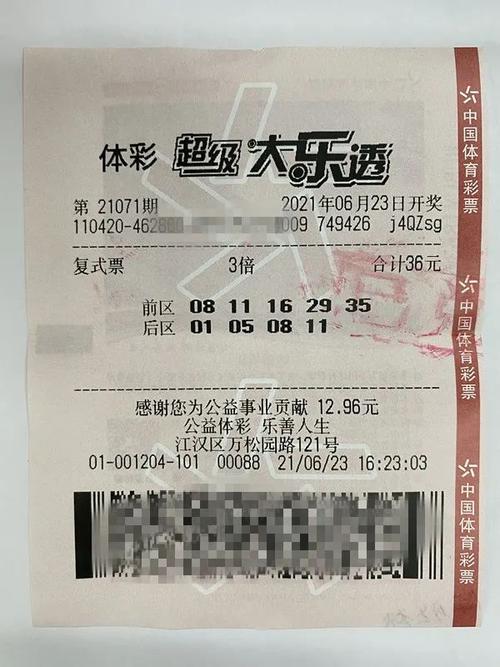 体彩 超级大乐透
第 21071期 2021年06月23日开奖
110420-462860 009 749426 j4QZsg
复式票 3倍 合计36元
前区 08 11 16 29 35
后区 01 05 08 11
感谢您为公益事业贡献 12.96元
公益体彩 乐善人生
江汉区万松园路121号
01-001204-101 00088 21/06/23 16:23:03
中国体育彩票
中国体育彩票
中国体育彩票